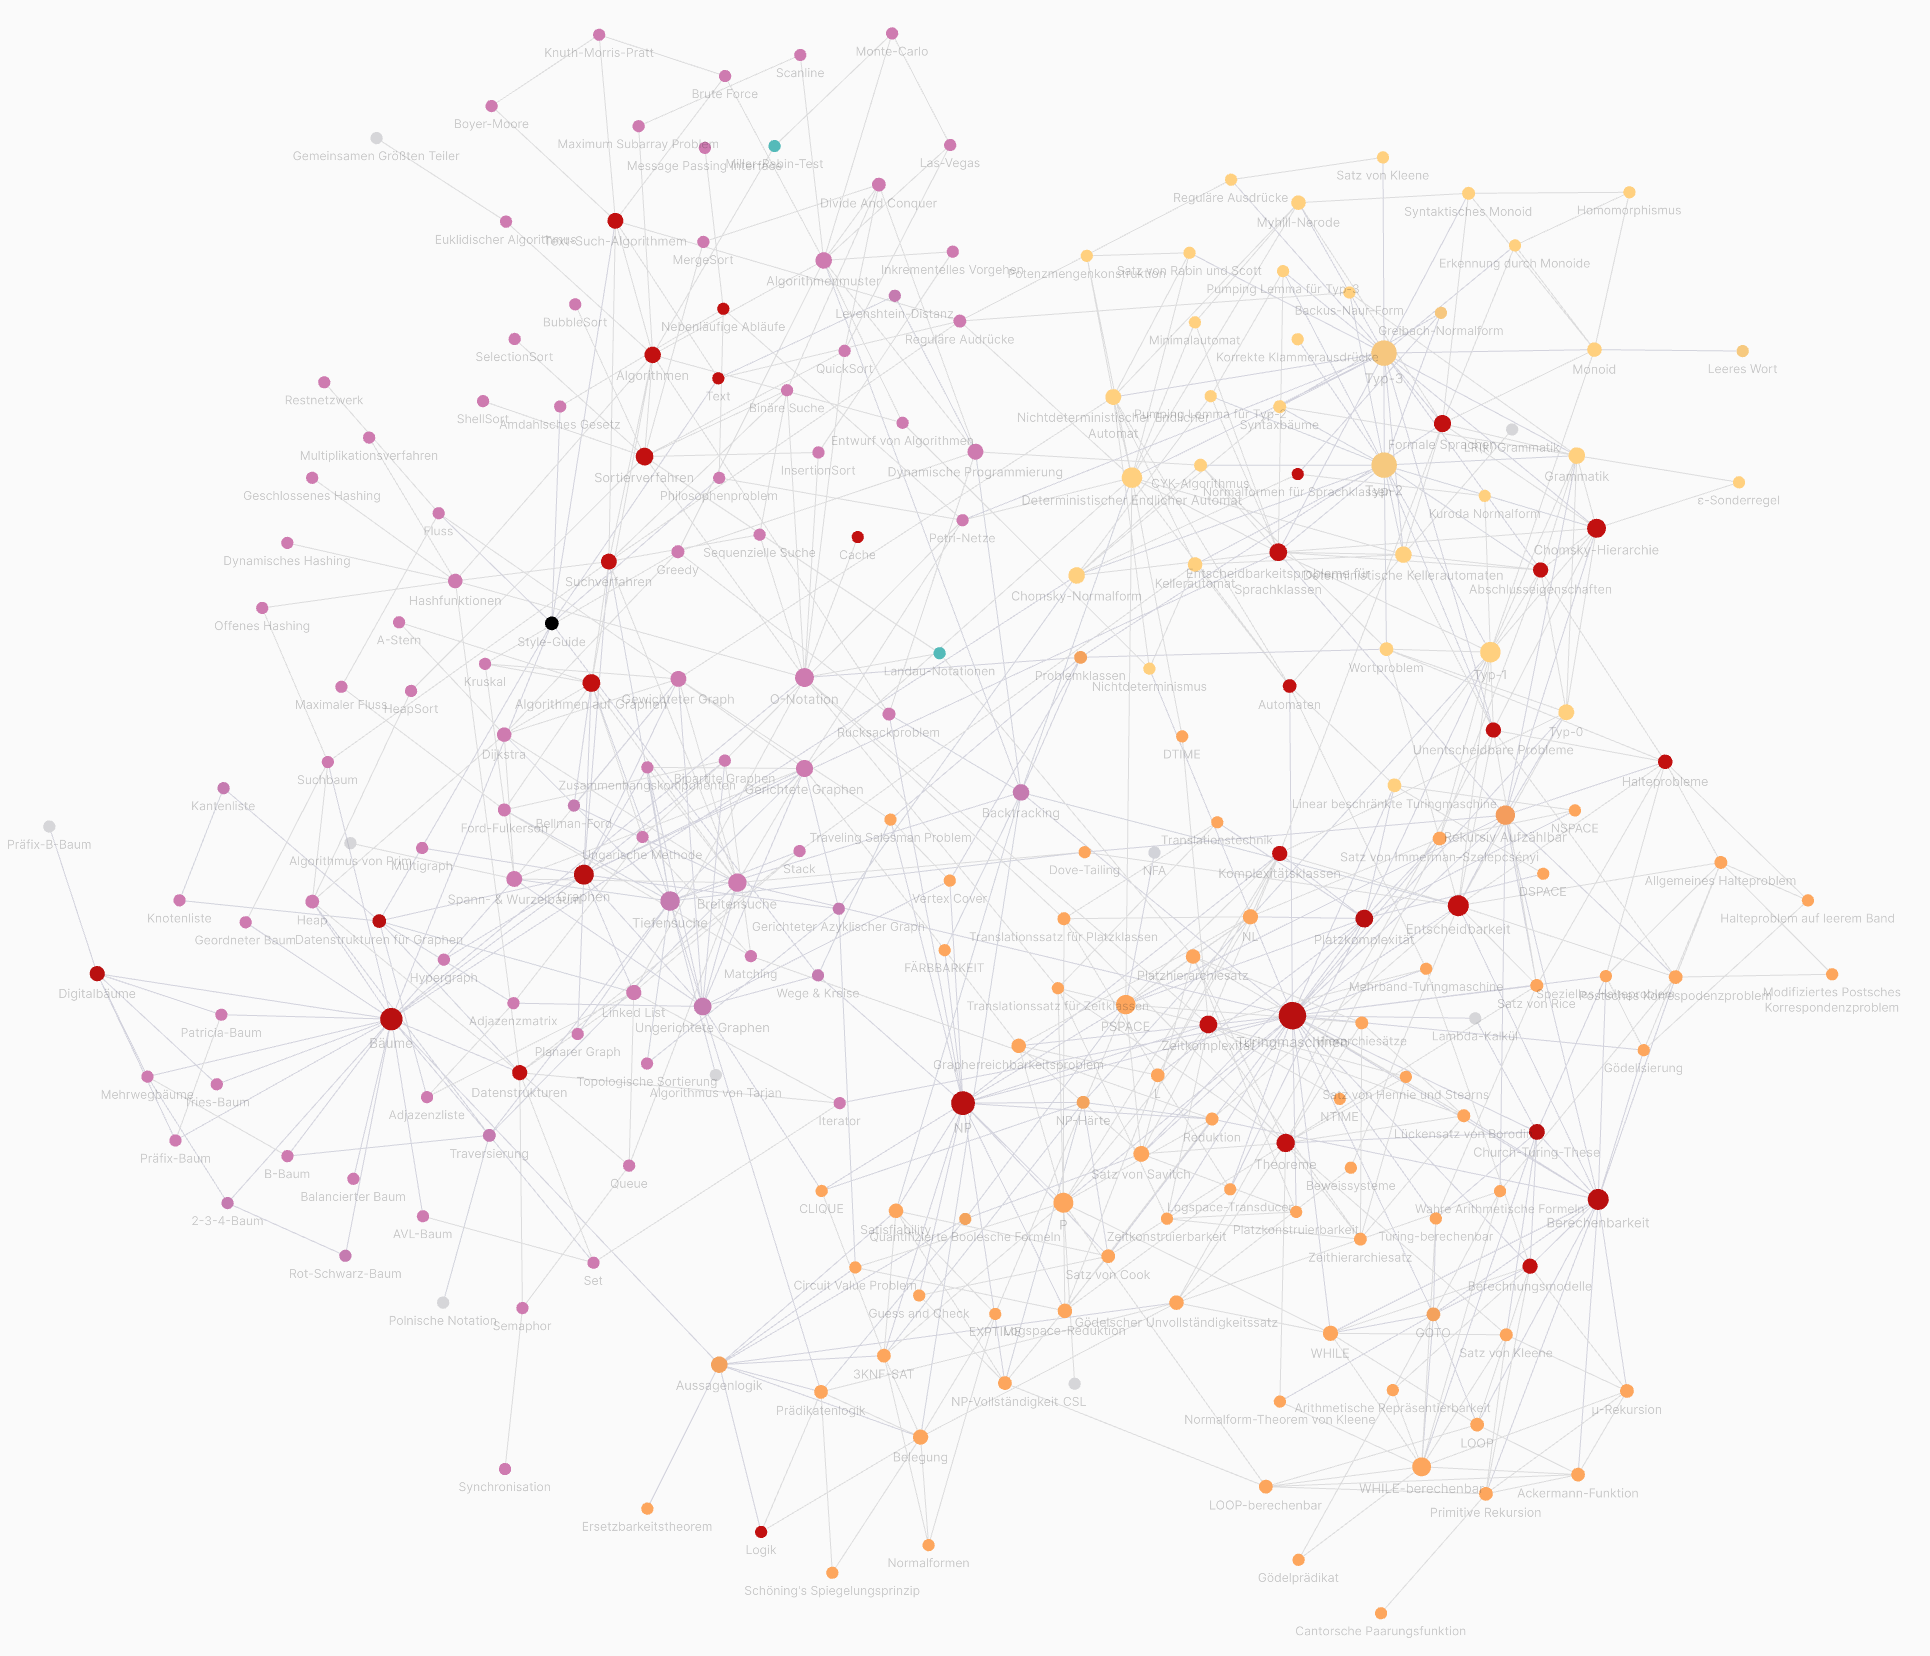 Knuth-Morris-Pratt
Monte-Carlo
Scanline
Brute Force
Boyer-Moore
Maximum Subarray Problem
Gemeinsamen Größten Teiler
Message Passing Interface
Miller-Rabin-Test
Las-Vegas
Satz von Kleene
Reguläre Ausdrücke
Divide And Conquer
Syntaktisches Monoid
Homomorphismus
Myhill-Nerode
Euklidischer Algorithmus
Text-Such-Algorithmem
MergeSort
Inkrementelles Vorgehen
Potenzmengenkonstruktion
Satz von Rabin und Scott
Erkennung durch Monoide
Algorithmenmuster
Pumping Lemma für Typ-3
Backus-Naur-Form
Levenshtein-Distanz
BubbleSort
Nebenläufige Abläufe
Greibach-Normalform
Reguläre Audrücke
Minimalautomat
SelectionSort
Korrekte Klammerausdrücke
QuickSort
Algorithmen
Typ-3
Monoid
Leeres Wort
Restnetzwerk
Text
Binäre Suche
Pumping Lemma für Typ-2
Nichtdeterministischer Endlicher
Automat
Syntaxbäume
ShellSort
Amdahlsches Gesetz
Entwurf von Algorithmen
Formale Sprachen
LR(k)-Grammatik
Multiplikationsverfahren
Sortierverfahren
InsertionSort
Dynamische Programmierung
Grammatik
CYK-Algorithmus
Normalformen für Sprachklassen
Typ-2
Geschlossenes Hashing
Philosophenproblem
Deterministischer Endlicher Automat
ε-Sonderregel
Kuroda Normalform
Fluss
Petri-Netze
Sequenzielle Suche
Cache
Chomsky-Hierarchie
Dynamisches Hashing
Greedy
Suchverfahren
Kellerautomat
Entscheidbarkeitsprobleme für
Sprachklassen
Deterministische Kellerautomaten
Abschlusseigenschaften
Hashfunktionen
Chomsky-Normalform
Offenes Hashing
A-Stern
Style-Guide
Landau-Notationen
Problemklassen
Wortproblem
Typ-1
Kruskal
Nichtdeterminismus
Maximaler Fluss
HeapSort
Algorithmen auf Graphen
Gewichteter Graph
O-Notation
Automaten
Rucksackproblem
Typ-0
Dijkstra
DTIME
Unentscheidbare Probleme
Suchbaum
Zusammenhangskomponenten
Bipartite Graphen
Gerichtete Graphen
Halteprobleme
Kantenliste
Linear beschränkte Turingmaschine
Backtracking
Ford-Fulkerson
Bellman-Ford
Traveling Salesman Problem
Translationstechnik
Rekursiv Aufzählbar
NSPACE
Präfix-B-Baum
Algorithmus von Prim
Multigraph
Ungarische Methode
Stack
Dove-Tailing
NFA
Komplexitätsklassen
Satz von Immerman-Szelepcsényi
DSPACE
Allgemeines Halteproblem
Knotenliste
Heap
Spann- & Wurzelbaum
Graphen
Breitensuche
Vertex Cover
Halteproblem auf leerem Band
Geordneter Baum
Datenstrukturen für Graphen
Tiefensuche
Gerichteter Azyklischer Graph
Translationssatz für Platzklassen
NL
Platzkomplexität
Entscheidbarkeit
Hypergraph
Matching
FÄRBBARKEIT
Platzhierarchiesatz
Digitalbäume
Wege & Kreise
Mehrband-Turingmaschine
Satz von Rice
Spezielles Halteproblem
Postsches Korrespodenzproblem
Modifiziertes Postsches
Korrespondenzproblem
Linked List
Adjazenzmatrix
Ungerichtete Graphen
Translationssatz für Zeitklassen
PSPACE
Patricia-Baum
Bäume
Planarer Graph
Zeitkomplexität
Turingmaschinen
Hierarchiesätze
Lambda-Kalkül
Grapherreichbarkeitsproblem
Gödelisierung
Topologische Sortierung
Algorithmus von Tarjan
Mehrwegbäume
Tries-Baum
Datenstrukturen
L
Satz von Hennie und Stearns
Adjazenzliste
Iterator
NP
NP-Härte
NTIME
Reduktion
Lückensatz von Borodin
Präfix-Baum
Traversierung
Theoreme
Church-Turing-These
B-Baum
Queue
Satz von Savitch
Beweissysteme
Balancierter Baum
CLIQUE
Logspace-Transducer
Wahre Arithmetischen Formeln
2-3-4-Baum
AVL-Baum
Satisfiability
Quantifizierte Boolesche Formeln
P
Zeitkonstruierbarkeit
Platzkonstruierbarkeit
Turing-berechenbar
Berechenbarkeit
Zeithierarchiesatz
Rot-Schwarz-Baum
Set
Circuit Value Problem
Satz von Cook
Berechnungsmodelle
Polnische Notation
Semaphor
Guess and Check
EXPTIME
Logspace-Reduktion
Gödelscher Unvollständigkeitssatz
GOTO
WHILE
Satz von Kleene
Aussagenlogik
3KNF-SAT
Prädikatenlogik
NP-Vollständigkeit
CSL
Normalform-Theorem von Kleene
Arithmetische Repräsentierbarkeit
μ-Rekursion
LOOP
Belegung
Synchronisation
WHILE-berechenbar
Ackermann-Funktion
LOOP-berechenbar
Primitive Rekursion
Ersetzbarkeitstheorem
Logik
Normalformen
Gödelprädikat
Schöning's Spiegelungsprinzip
Cantorsche Paarungsfunktion